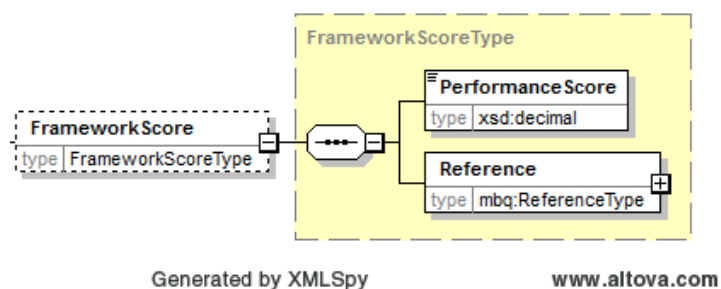 FrameworkScoreType
PerformanceScore
type xsd:decimal
FrameworkScore
type FrameworkScoreType
Reference
type mbq:ReferenceType
Generated by XMLSpy www.altova.com